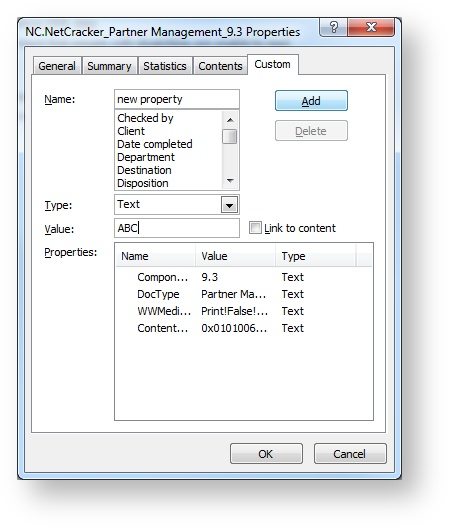 NC.NetCracker_Partner Management_9.3 Properties
General Summary Statistics Contents Custom
Name: new property Add
Checked by
Client
Date completed
Department
Destination
Disposition
Delete
Type: Text
Value: ABC Link to content
Properties:
Name Value Type
Compon... 9.3 Text
DocType Partner Ma... Text
WWMedi... Print!False!... Text
Content... 0x0101006... Text
OK Cancel